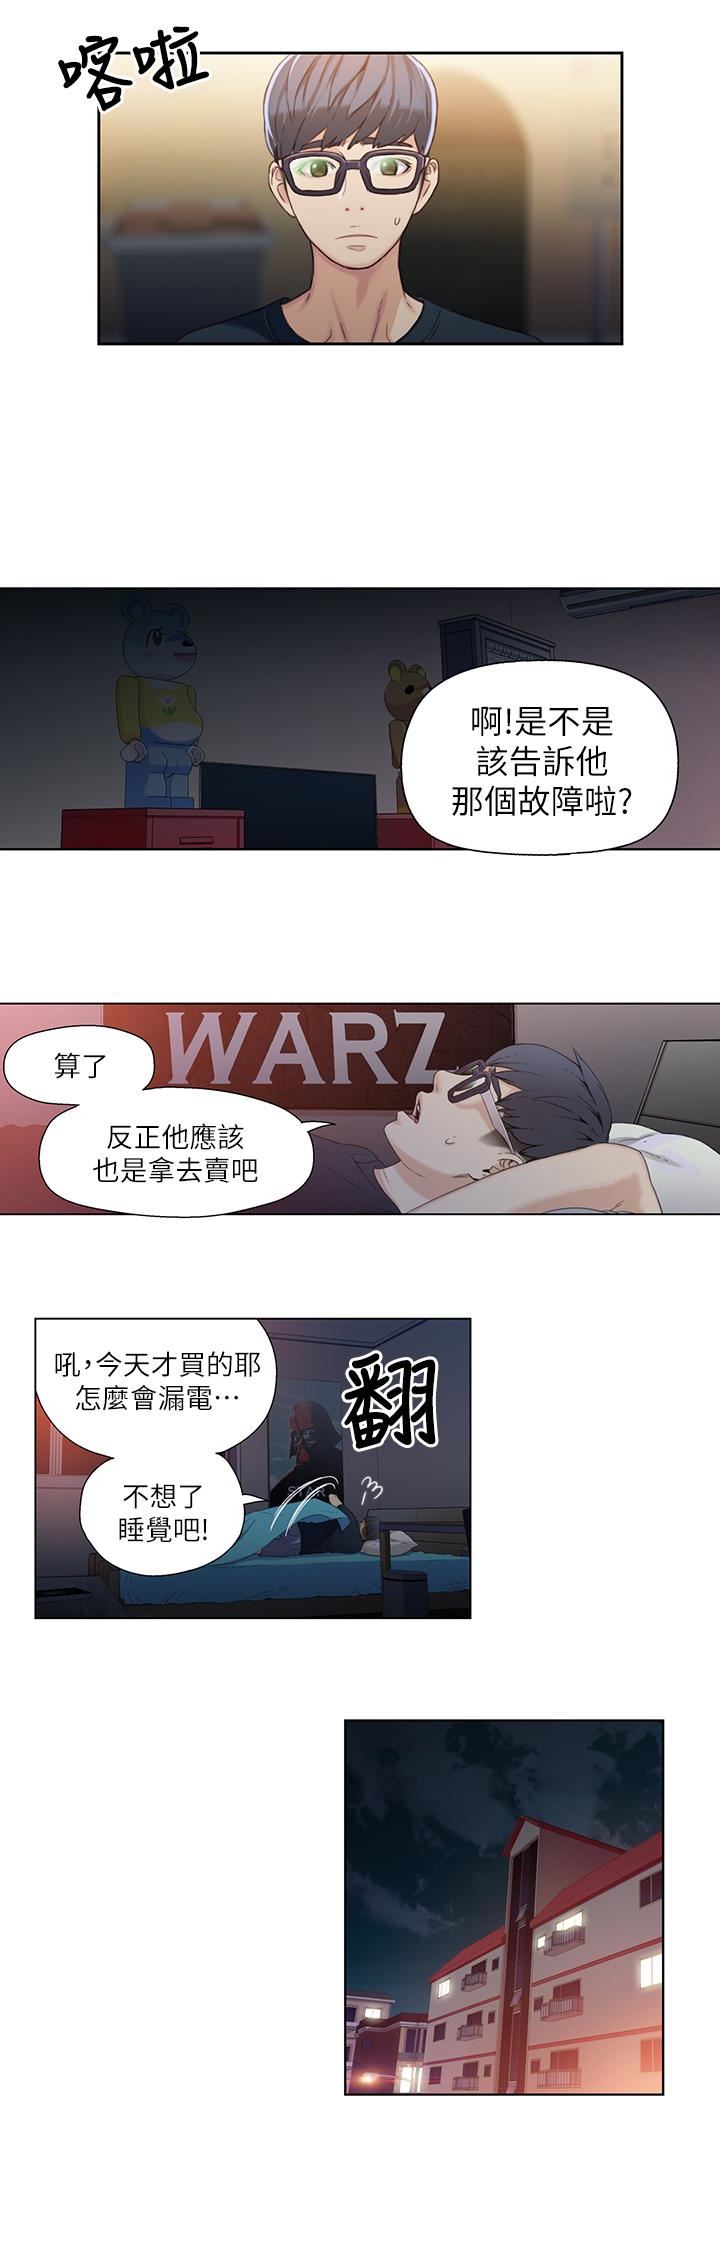 喀啦
啊!是不是
該告訴他
那個故障啦?
WARZ
算了
反正他應該
也是拿去賣吧
吼,今天才買的耶
怎麼會漏電…
翻
STAR
不想了
睡覺吧!